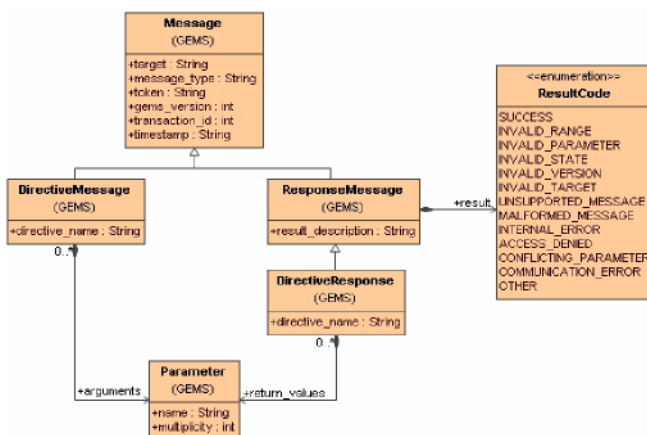 Message
(GEMS)
+target : String
+message_type : String
+token : String
+gems_version : int
+transaction_id : int
+timestamp : String
<<enumeration>>
ResultCode
SUCCESS
INVALID_RANGE
INVALID_PARAMETER
INVALID_STATE
INVALID_VERSION
INVALID_TARGET
UNSUPPORTED_MESSAGE
MALFORMED_MESSAGE
INTERNAL_ERROR
ACCESS_DENIED
CONFLICTING_PARAMETER
COMMUNICATION_ERROR
OTHER
DirectiveMessage
(GEMS)
+directive_name : String
0..*
ResponseMessage
(GEMS)
+result_description : String
+result
DirectiveResponse
(GEMS)
+directive_name : String
0..*
+arguments
Parameter
(GEMS)
+name : String
+multiplicity : int
+return_values